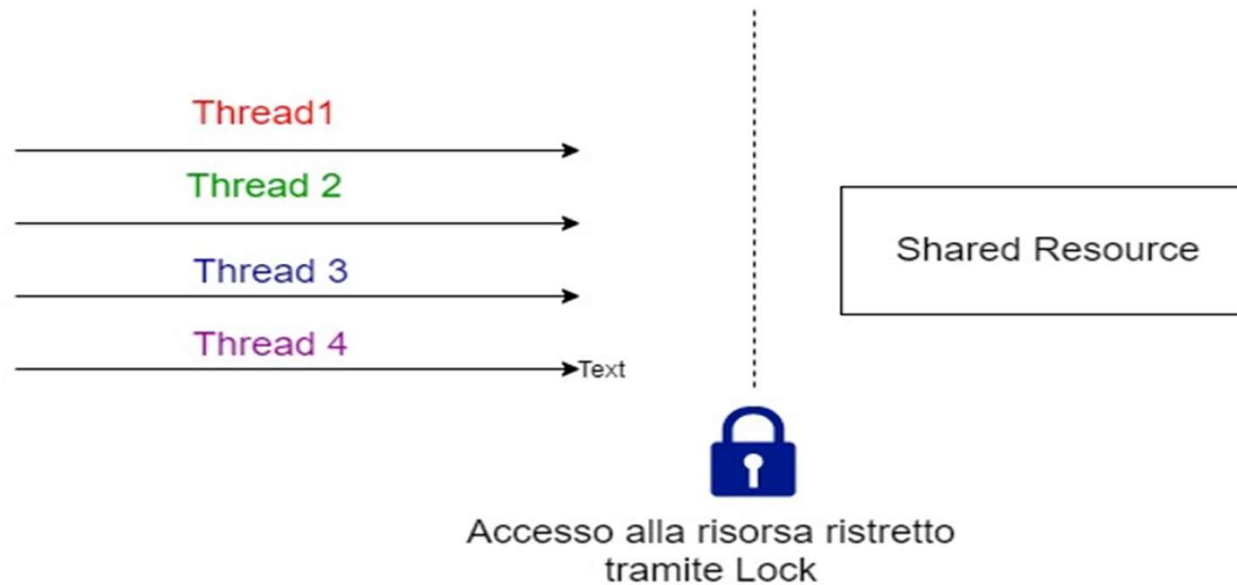 Thread1
Thread 2
Thread 3
Thread 4
Text
Shared Resource
Accesso alla risorsa ristretto
tramite Lock